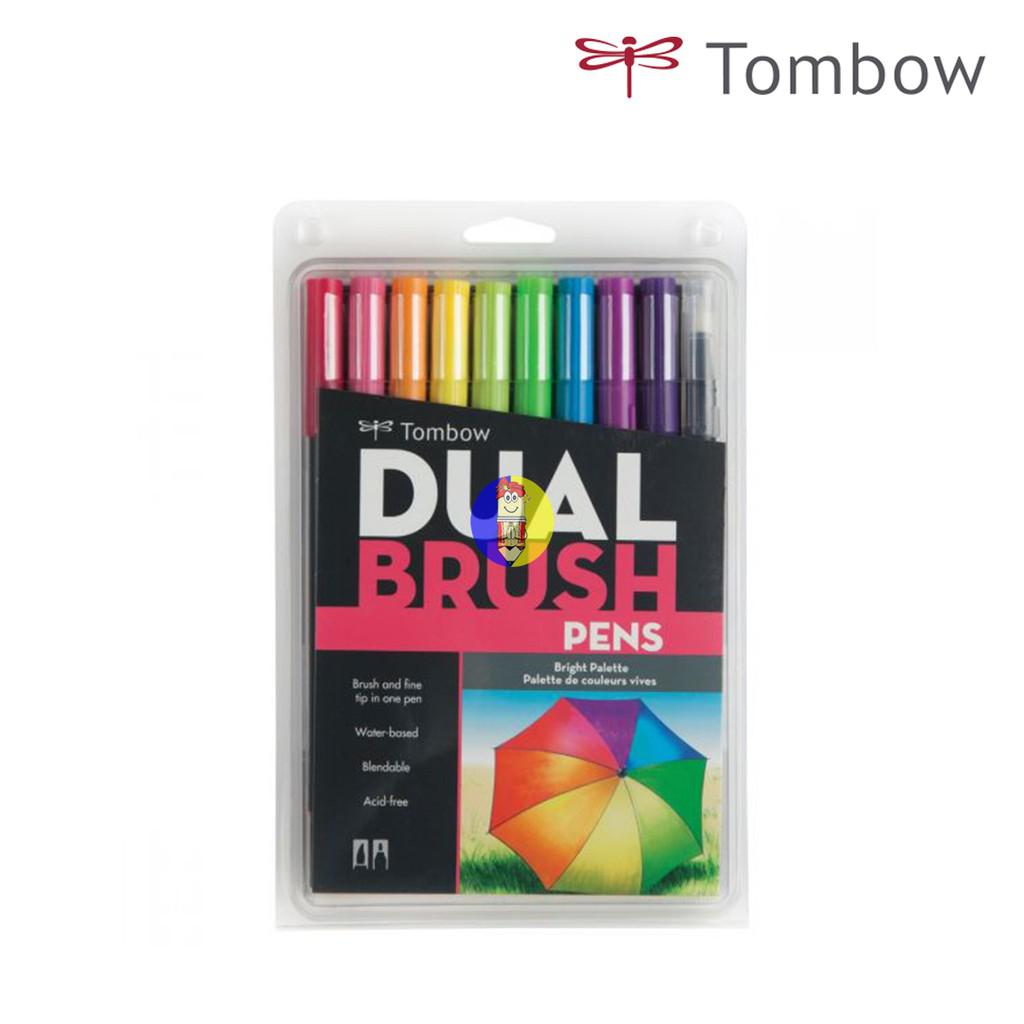 Tombow
Tombow
DUAL
BRUSH
PENS
Bright Palette
Palette de couleurs vives
Brush and fine
tip in one pen
Water-based
Blendable
Acid-free